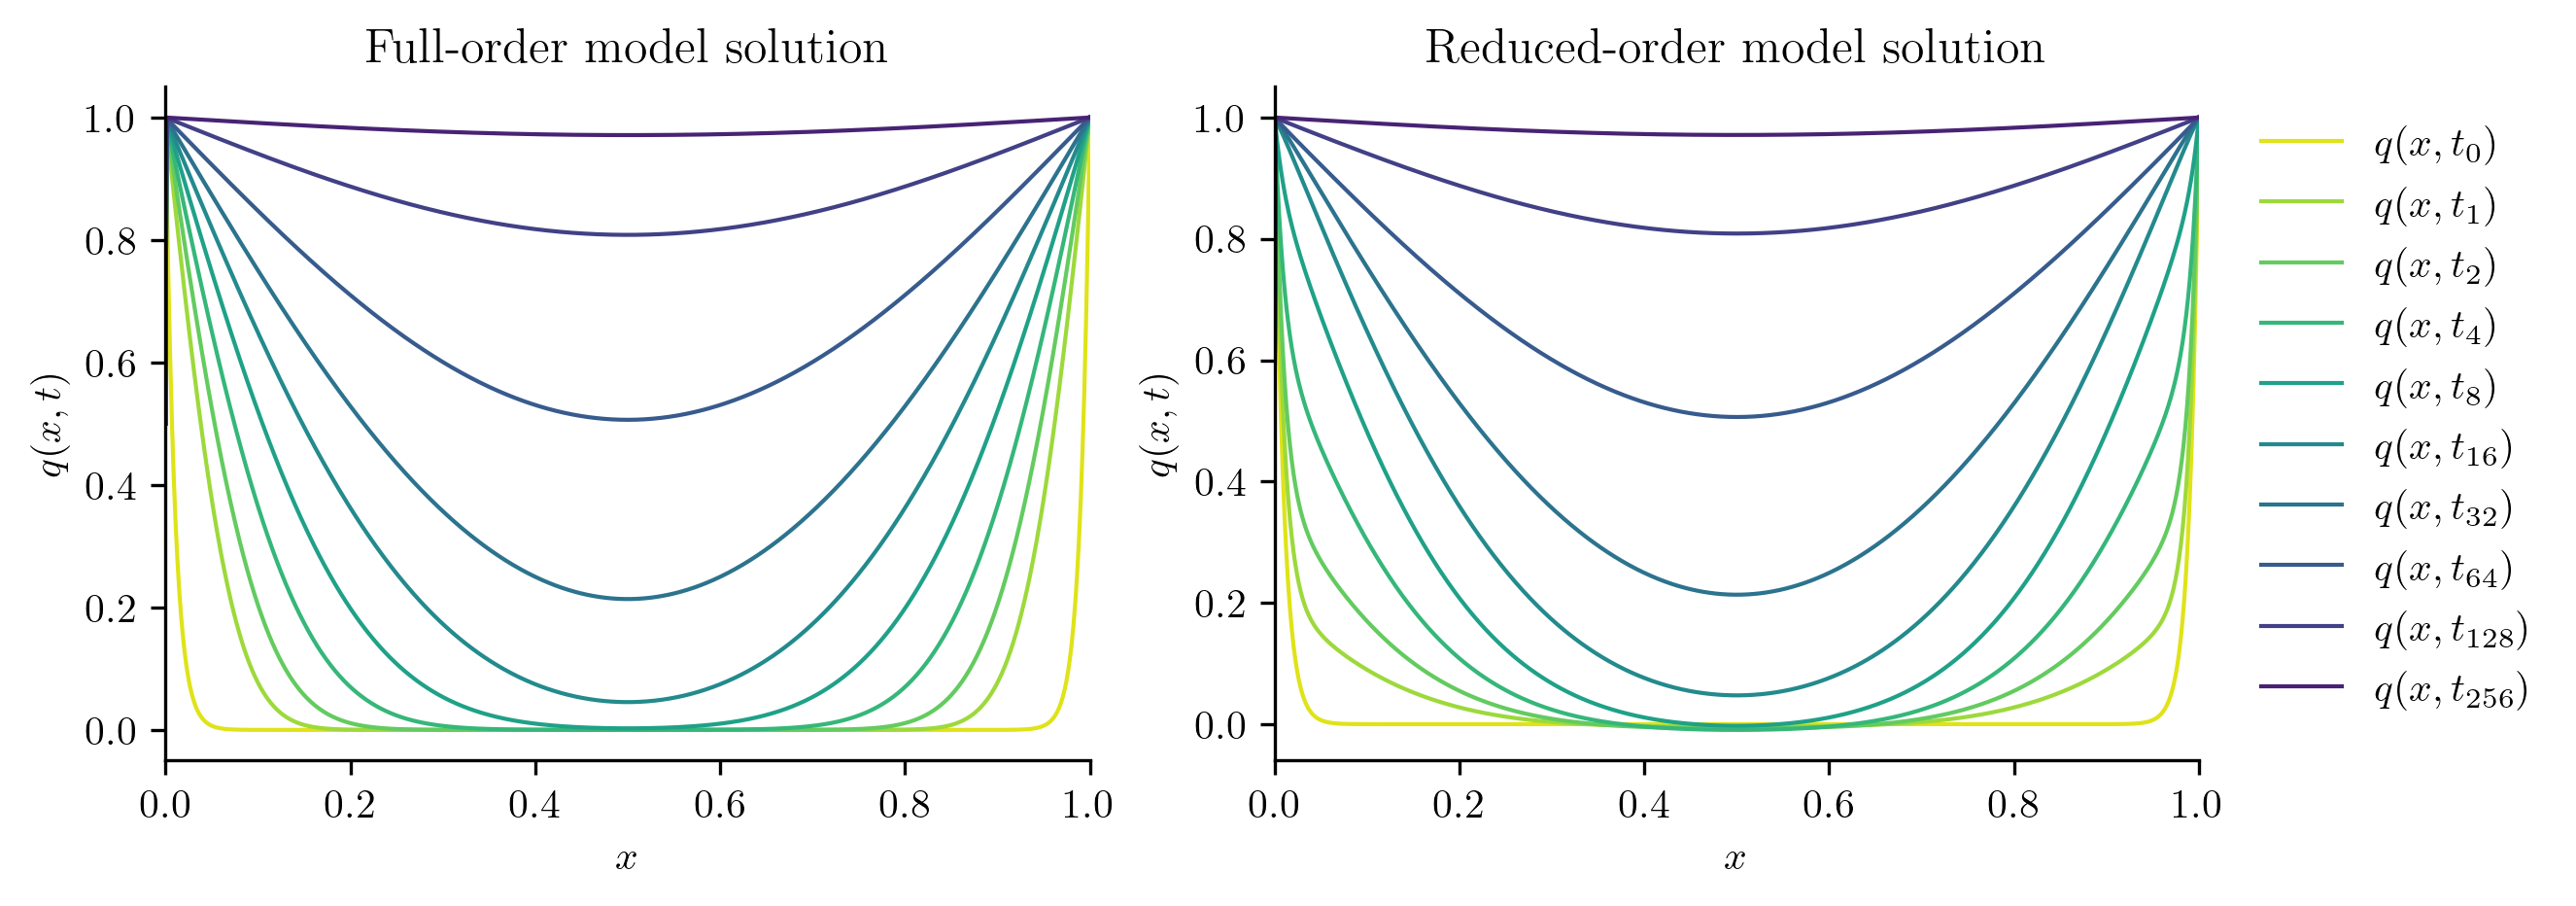 Full-order model solution
1.0
0.8
0.6
0.4
0.2
0.0
q(x, t)
0.0 0.2 0.4 0.6 0.8 1.0
x
Reduced-order model solution
1.0
0.8
0.6
0.4
0.2
0.0
q(x, t)
0.0 0.2 0.4 0.6 0.8 1.0
x
q(x, t₀)
q(x, t₁)
q(x, t₂)
q(x, t₄)
q(x, t₈)
q(x, t₁₆)
q(x, t₃₂)
q(x, t₆₄)
q(x, t₁₂₈)
q(x, t₂₅₆)